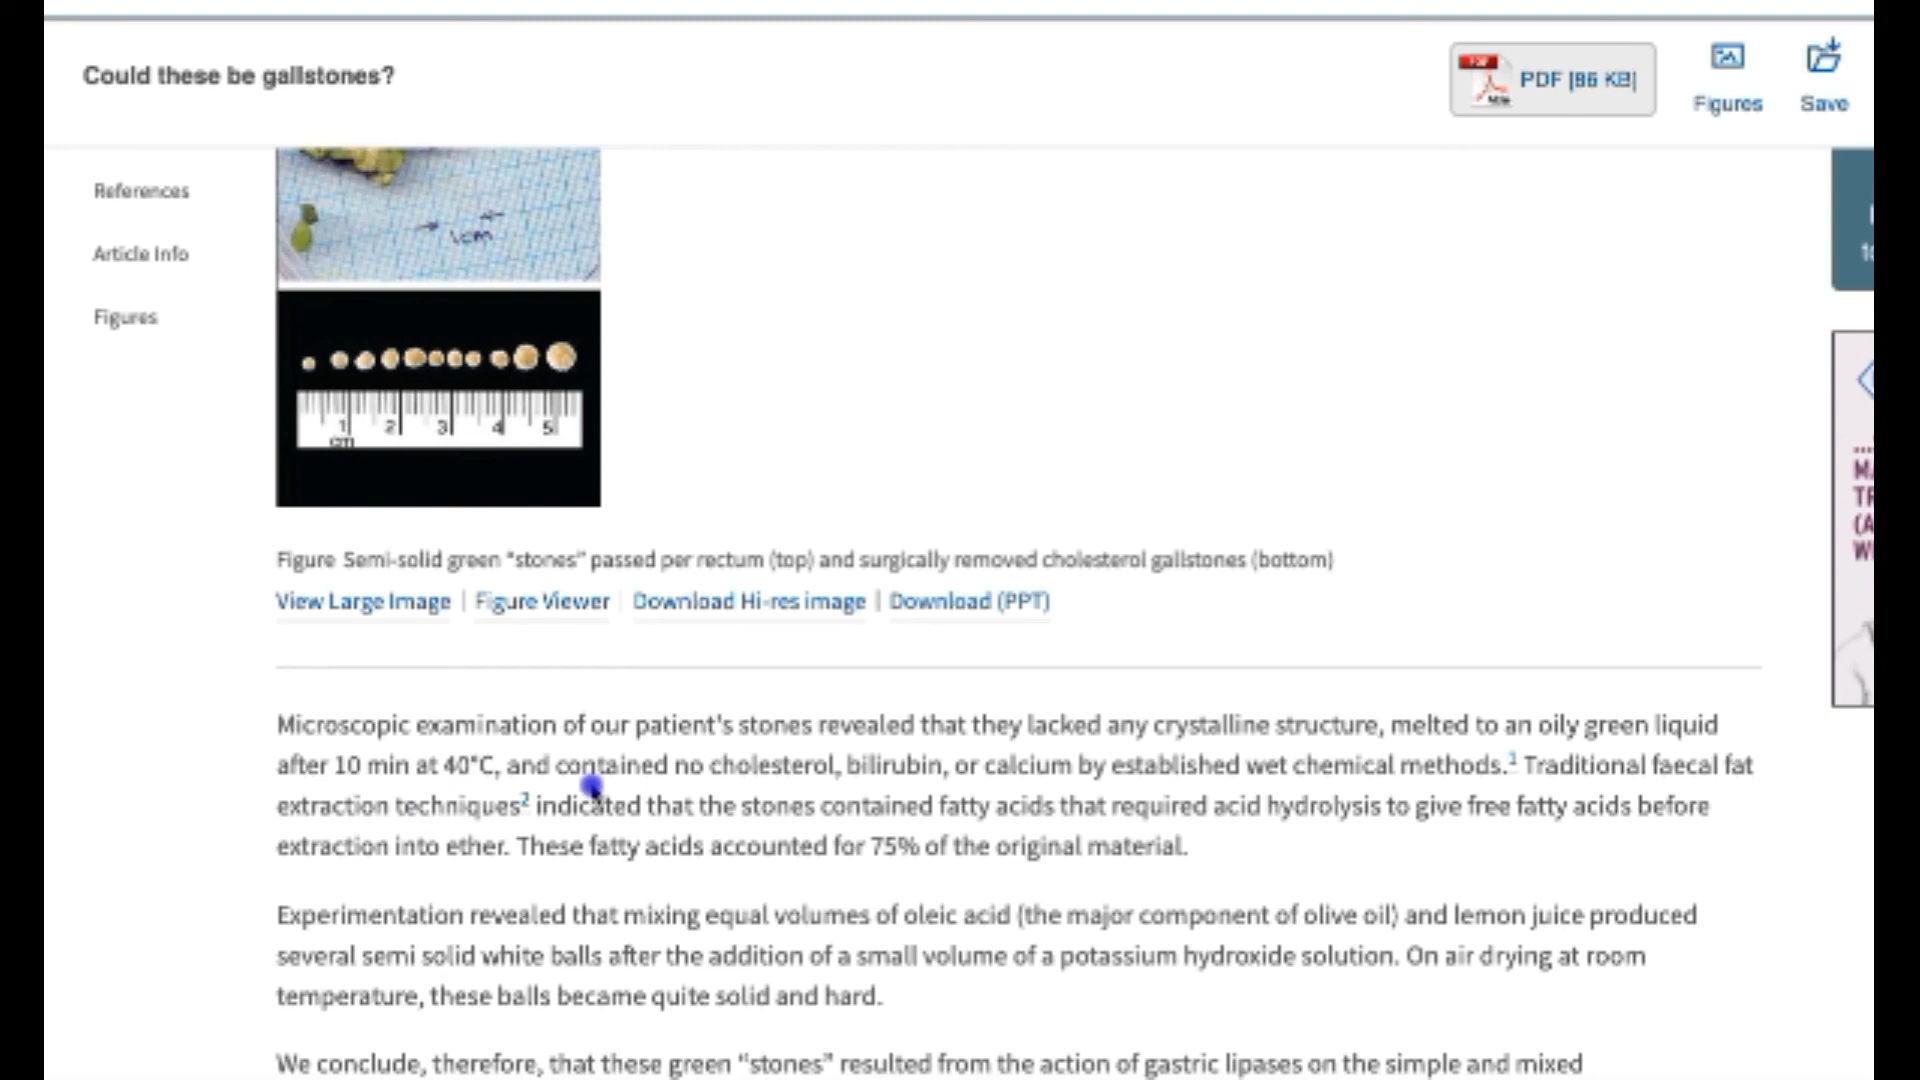 Could these be gallstones?
PDF [86 KB]
Figures
Save
References
Article Info
Figures
1cm
1 2 3 4 5
cm
Figure Semi-solid green “stones” passed per rectum (top) and surgically removed cholesterol gallstones (bottom)
View Large Image | Figure Viewer | Download Hi-res image | Download (PPT)
Microscopic examination of our patient's stones revealed that they lacked any crystalline structure, melted to an oily green liquid
after 10 min at 40°C, and contained no cholesterol, bilirubin, or calcium by established wet chemical methods.1 Traditional faecal fat
extraction techniques2 indicated that the stones contained fatty acids that required acid hydrolysis to give free fatty acids before
extraction into ether. These fatty acids accounted for 75% of the original material.
Experimentation revealed that mixing equal volumes of oleic acid (the major component of olive oil) and lemon juice produced
several semi solid white balls after the addition of a small volume of a potassium hydroxide solution. On air drying at room
temperature, these balls became quite solid and hard.
We conclude, therefore, that these green “stones” resulted from the action of gastric lipases on the simple and mixed